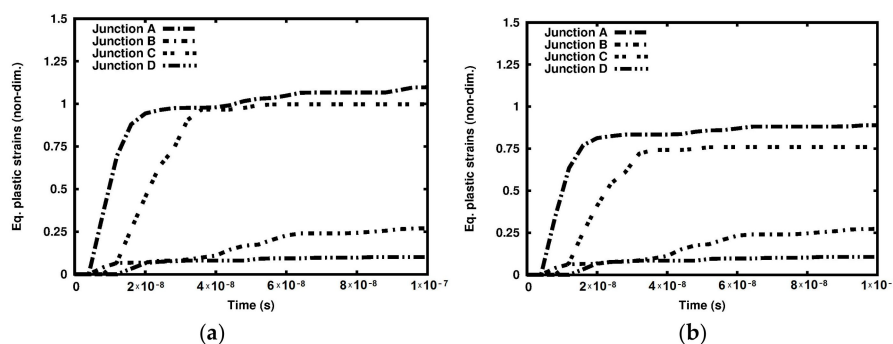 1.5
Junction A
Junction B
Junction C
Junction D
1.25
1
0.75
0.5
0.25
0
Eq. plastic strains (non-dim.)
0 2×10⁻⁸ 4×10⁻⁸ 6×10⁻⁸ 8×10⁻⁸ 1×10⁻⁷
Time (s)
(a)
1.5
Junction A
Junction B
Junction C
Junction D
1.25
1
0.75
0.5
0.25
0
Eq. plastic strains (non-dim.)
0 2×10⁻⁸ 4×10⁻⁸ 6×10⁻⁸ 8×10⁻⁸ 1×10⁻
Time (s)
(b)